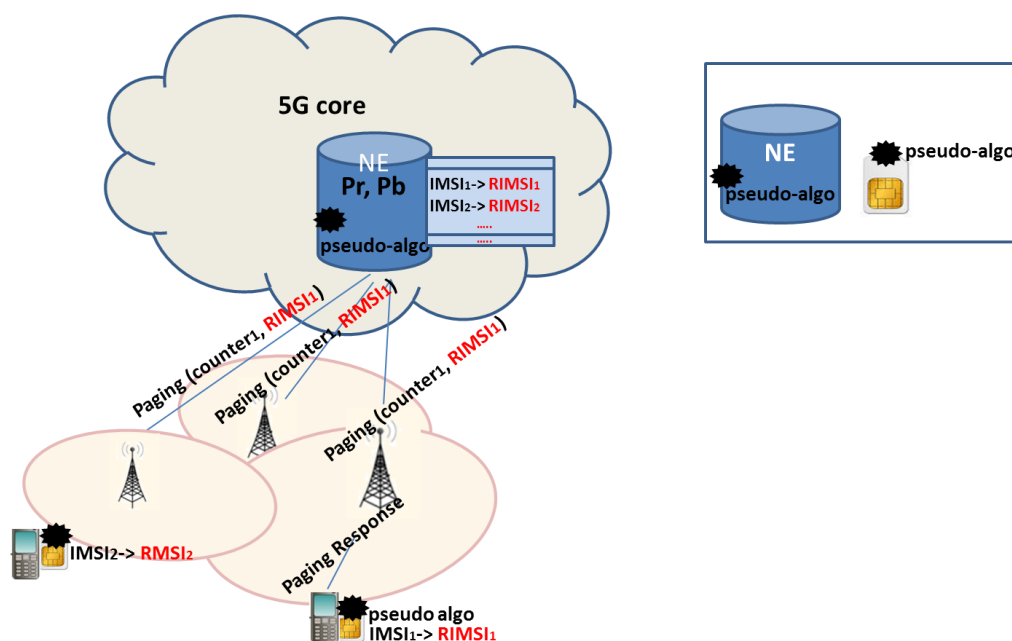 5G core
NE
Pr, Pb
pseudo-algo
IMSI₁-> RIMSI₁
IMSI₂-> RIMSI₂
.....
.....
NE
pseudo-algo
pseudo-algo
Paging (counter₁, RIMSI₁)
Paging (counter₁, RIMSI₁)
Paging (counter₁, RIMSI₁)
IMSI₂-> RMSI₂
Paging Response
pseudo algo
IMSI₁-> RIMSI₁